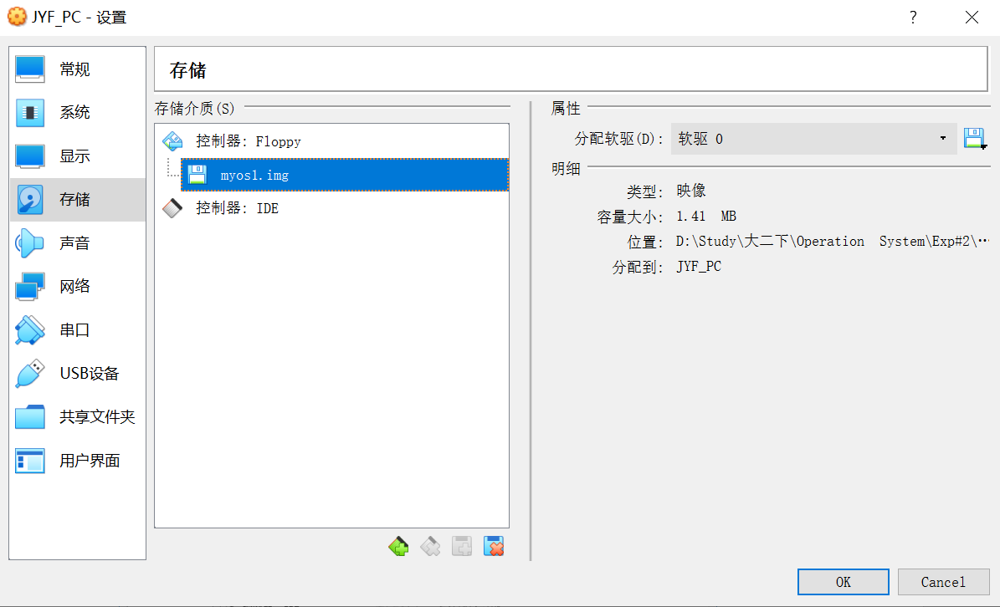 JYF_PC - 设置
?
常规
系统
显示
存储
声音
网络
串口
USB设备
共享文件夹
用户界面
存储
存储介质(S)
控制器: Floppy
myos1.img
控制器: IDE
属性
分配软驱(D): 软驱 0
明细
类型: 映像
容量大小: 1.41 MB
位置: D:\Study\大二下\Operation System\Exp#2\⋯
分配到: JYF_PC
OK
Cancel